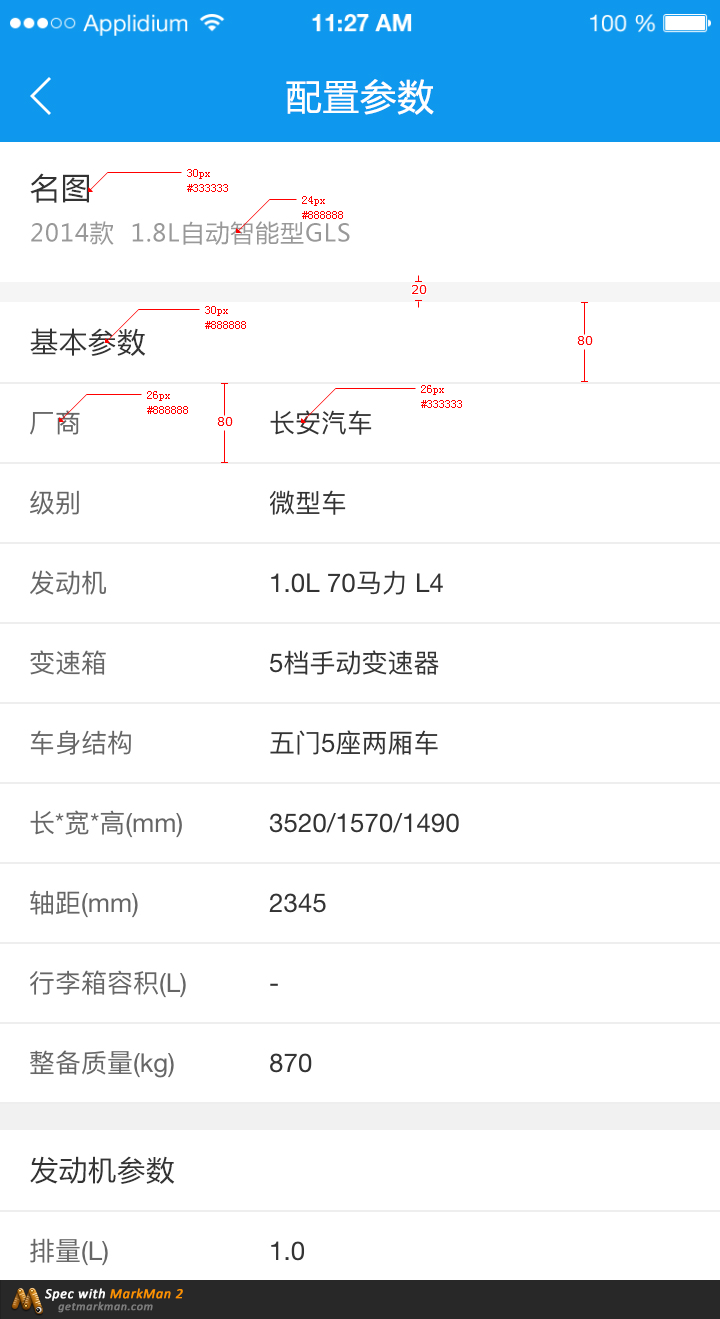 Applidium 11:27 AM 100 %
配置参数
名图
30px
#333333
24px
#888888
2014款 1.8L自动智能型GLS
20
30px
#888888
基本参数
80
26px
#888888
80
26px
#333333
厂商 长安汽车
级别 微型车
发动机 1.0L 70马力 L4
变速箱 5档手动变速器
车身结构 五门5座两厢车
长*宽*高(mm) 3520/1570/1490
轴距(mm) 2345
行李箱容积(L) -
整备质量(kg) 870
发动机参数
排量(L) 1.0
Spec with MarkMan 2
getmarkman.com